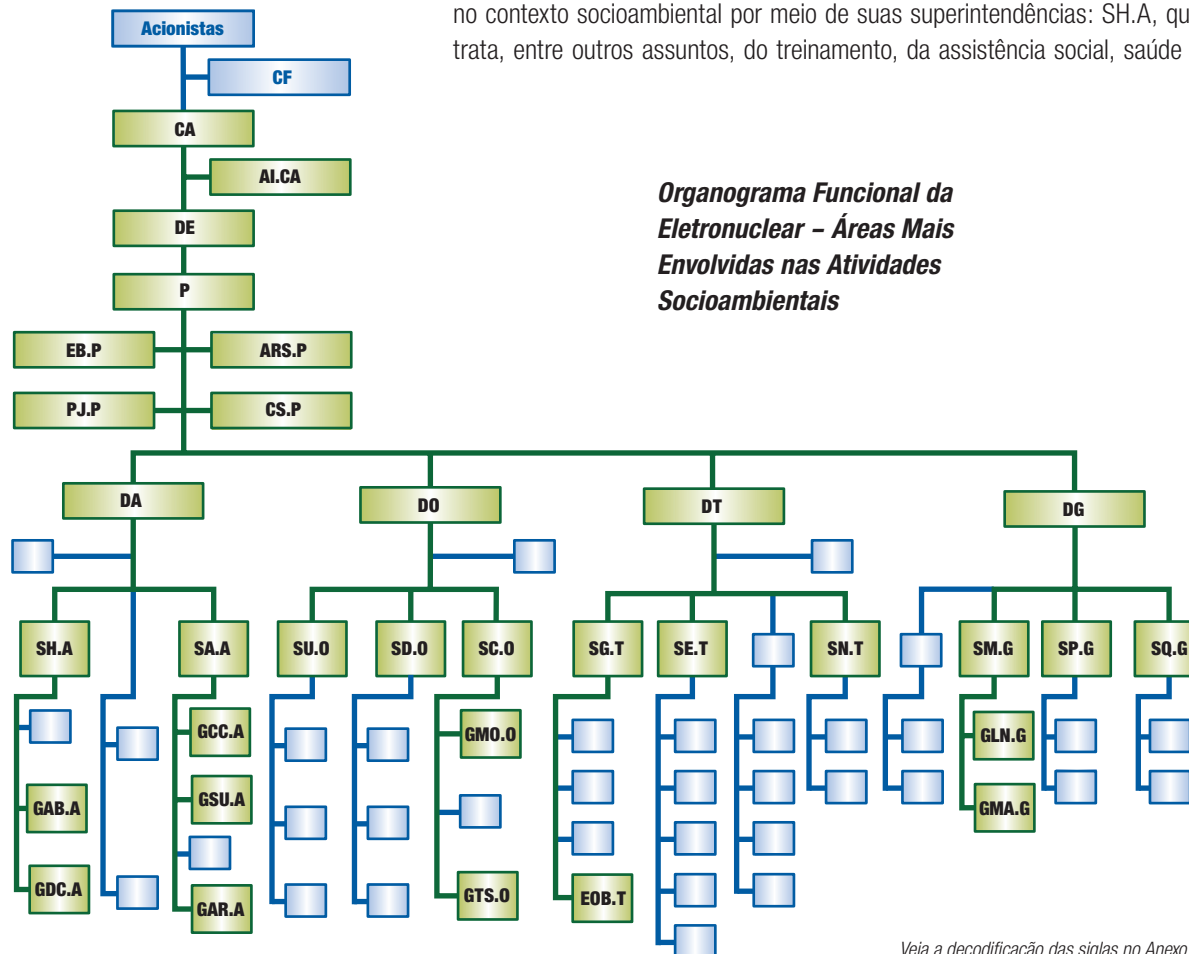 no contexto socioambiental por meio de suas superintendências: SH.A, qu
trata, entre outros assuntos, do treinamento, da assistência social, saúde
Acionistas
CF
CA
AI.CA
DE
P
EB.P
ARS.P
PJ.P
CS.P
Organograma Funcional da
Eletronuclear – Áreas Mais
Envolvidas nas Atividades
Socioambientais
DA
DO
DT
DG
SH.A
SA.A
SU.O
SD.O
SC.O
SG.T
SE.T
SN.T
SM.G
SP.G
SQ.G
GCC.A
GMO.O
GLN.G
GAB.A
GSU.A
GMA.G
GDC.A
GAR.A
GTS.O
EOB.T
Veja a decodificação das siglas no Anexo